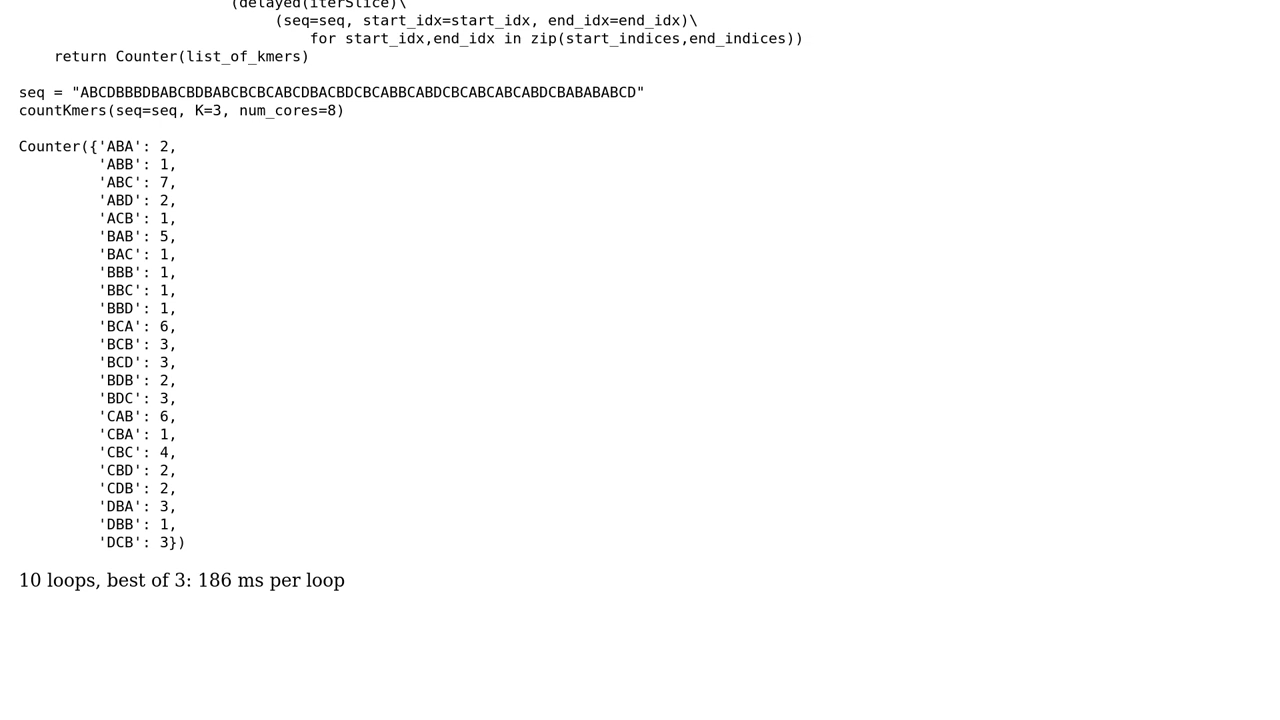 (delayed(iterSlice)\
(seq=seq, start_idx=start_idx, end_idx=end_idx)\
for start_idx,end_idx in zip(start_indices,end_indices))
return Counter(list_of_kmers)
seq = "ABCDBBBDBABCBDBABCBCBCABCDBACBDCBCABBCABDCBCABCABCABDCBABABABCD"
countKmers(seq=seq, K=3, num_cores=8)
Counter({'ABA': 2,
'ABB': 1,
'ABC': 7,
'ABD': 2,
'ACB': 1,
'BAB': 5,
'BAC': 1,
'BBB': 1,
'BBC': 1,
'BBD': 1,
'BCA': 6,
'BCB': 3,
'BCD': 3,
'BDB': 2,
'BDC': 3,
'CAB': 6,
'CBA': 1,
'CBC': 4,
'CBD': 2,
'CDB': 2,
'DBA': 3,
'DBB': 1,
'DCB': 3})
10 loops, best of 3: 186 ms per loop